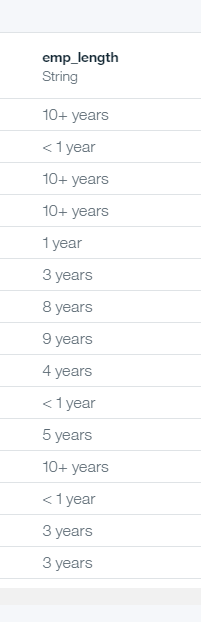 emp_length
String
10+ years
< 1 year
10+ years
10+ years
1 year
3 years
8 years
9 years
4 years
< 1 year
5 years
10+ years
< 1 year
3 years
3 years